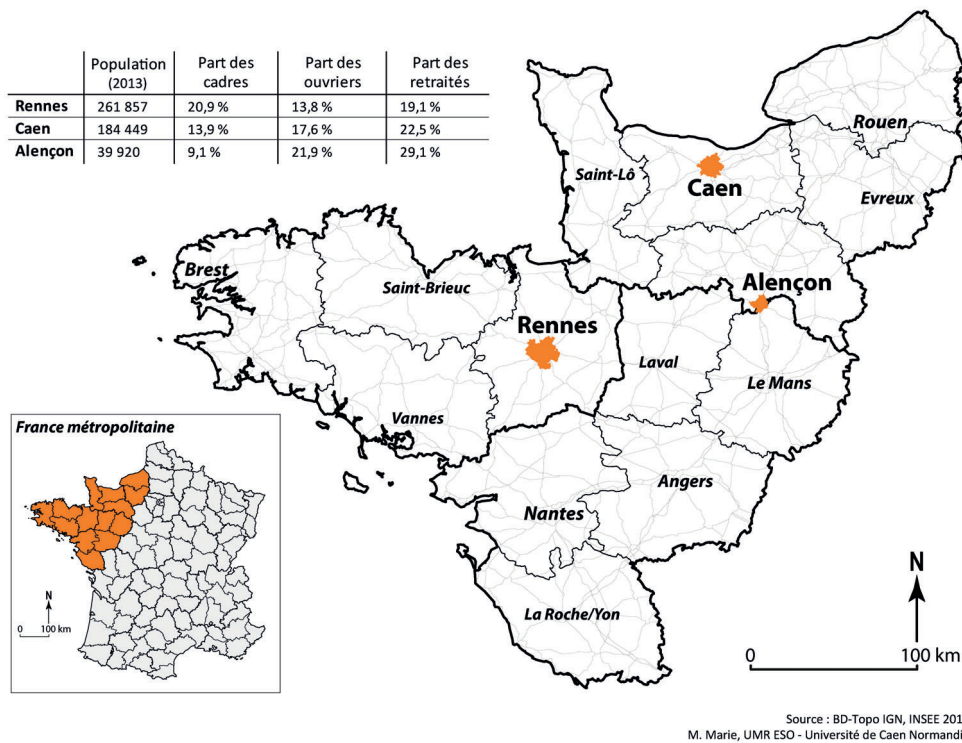 Population (2013) Part des cadres Part des ouvriers Part des retraités
Rennes 261 857 20,9 % 13,8 % 19,1 %
Caen 184 449 13,9 % 17,6 % 22,5 %
Alençon 39 920 9,1 % 21,9 % 29,1 %
Rouen
Saint-Lô
Caen
Evreux
Brest
Saint-Brieuc
Alençon
Rennes
Laval
Le Mans
Vannes
Angers
Nantes
La Roche/Yon
France métropolitaine
N
0 100 km
N
0 100 km
Source : BD-Topo IGN, INSEE 201
M. Marie, UMR ESO - Université de Caen Normandi